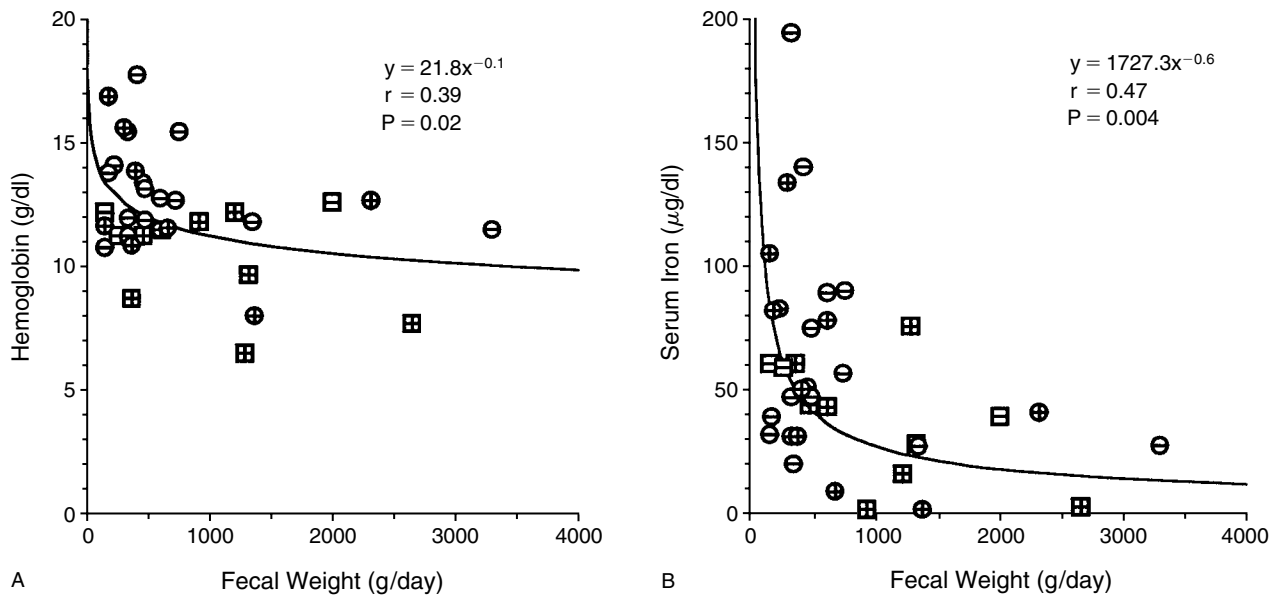 20
15
10
5
0
Hemoglobin (g/dl)
y = 21.8x⁻⁰·¹
r = 0.39
P = 0.02
0 1000 2000 3000 4000
Fecal Weight (g/day)
A
200
150
100
50
0
Serum Iron (μg/dl)
y = 1727.3x⁻⁰·⁶
r = 0.47
P = 0.004
0 1000 2000 3000 4000
Fecal Weight (g/day)
B